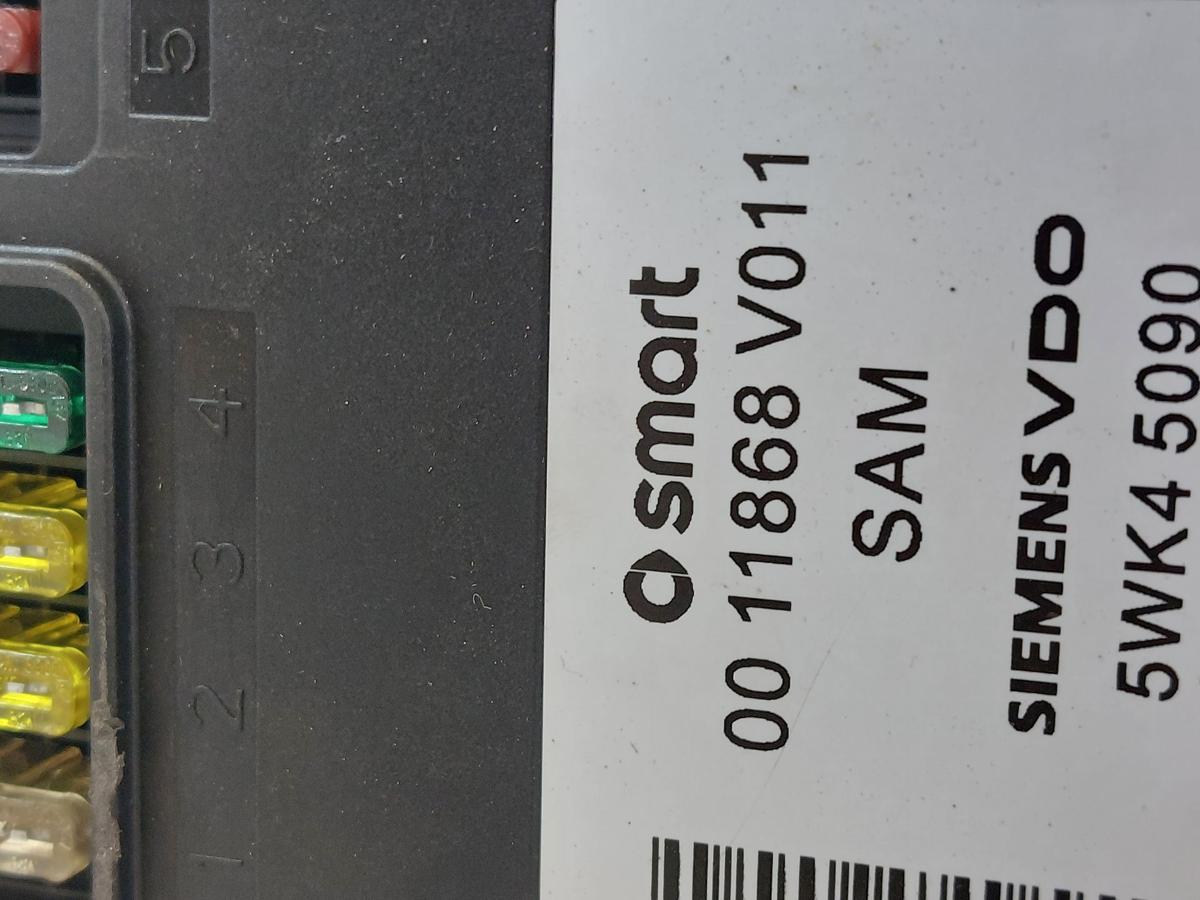 5
4
3
2
1
smart
00 11868 V011
SAM
SIEMENS VDO
5WK4 5090